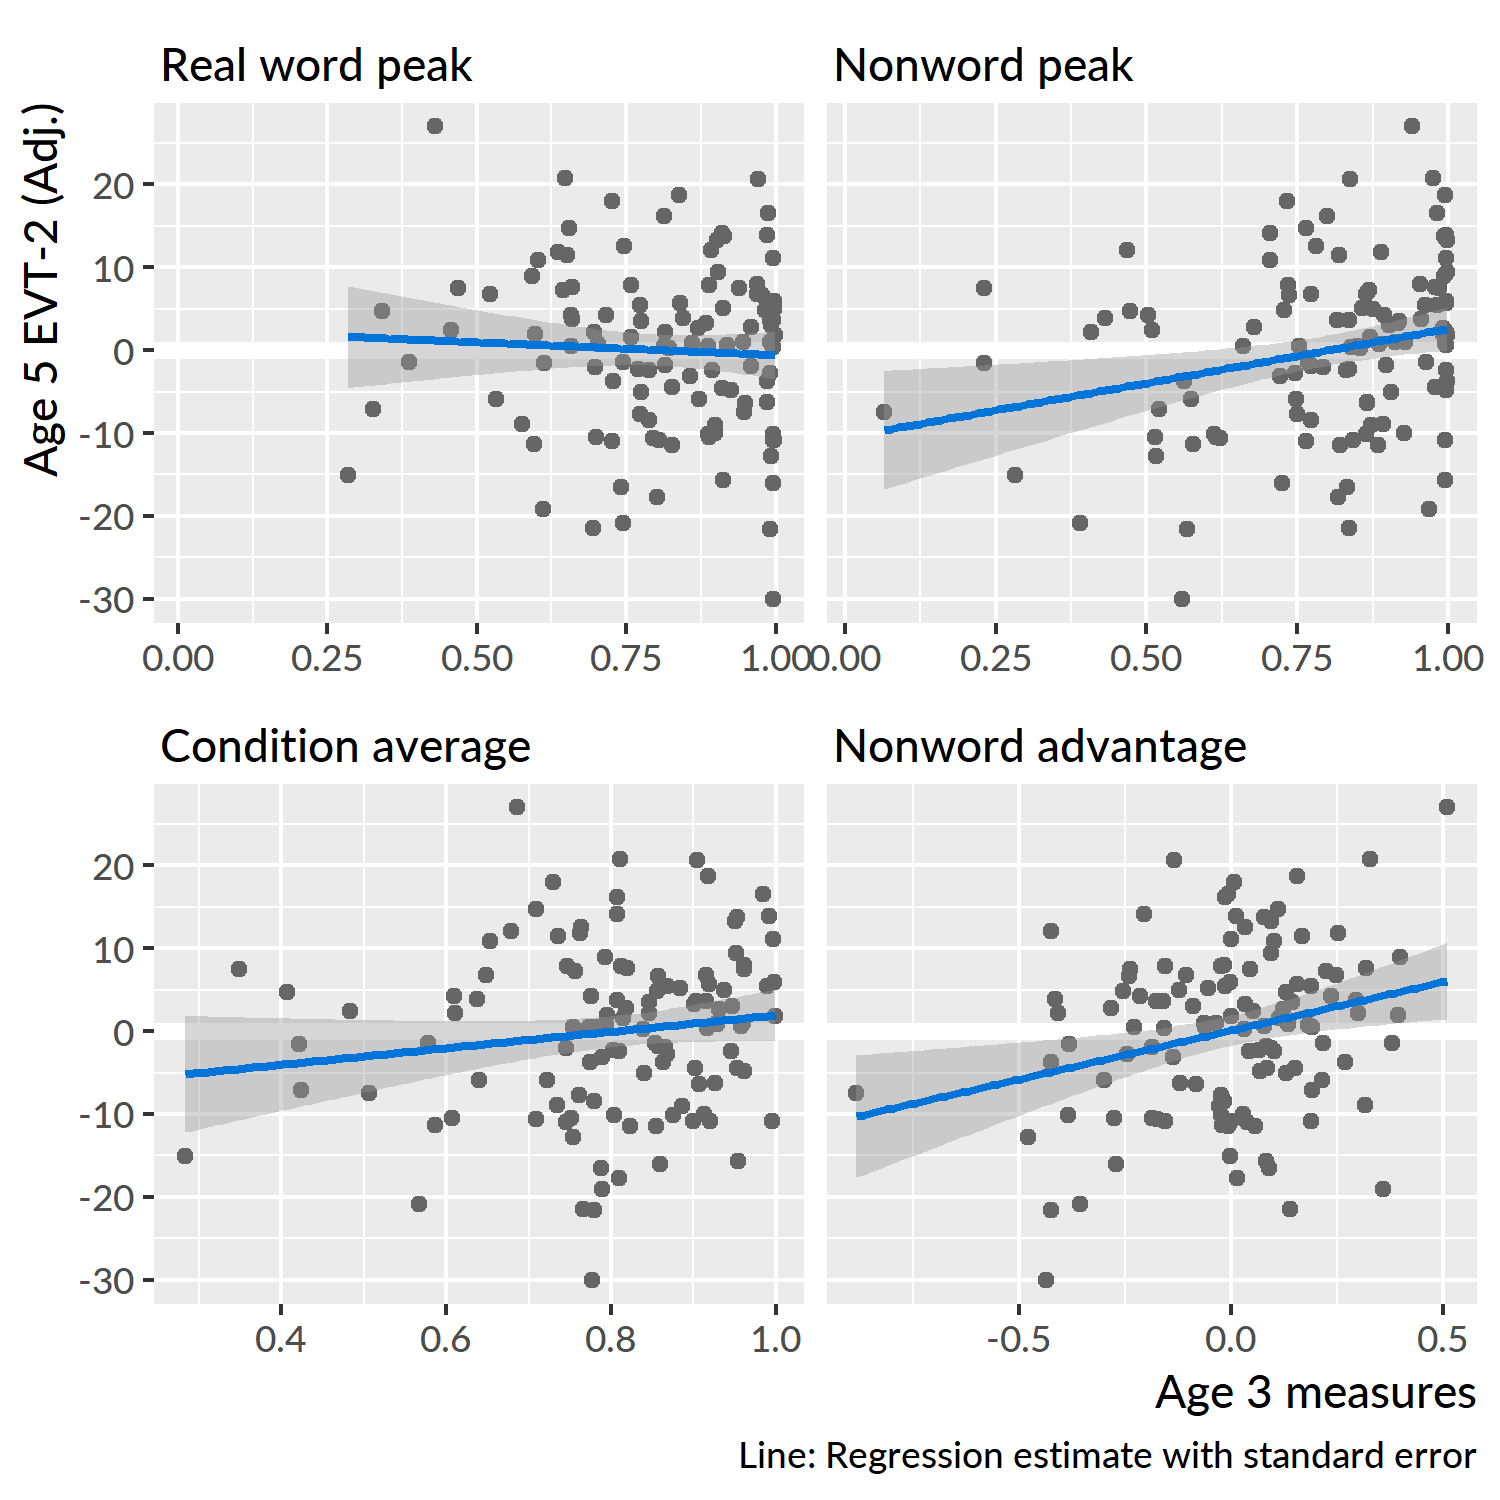 Real word peak
Nonword peak
Age 5 EVT-2 (Adj.)
20
10
0
-10
-20
-30
0.00 0.25 0.50 0.75 1.00
0.00 0.25 0.50 0.75 1.00
Condition average
Nonword advantage
20
10
0
-10
-20
-30
0.4 0.6 0.8 1.0
-0.5 0.0 0.5
Age 3 measures
Line: Regression estimate with standard error